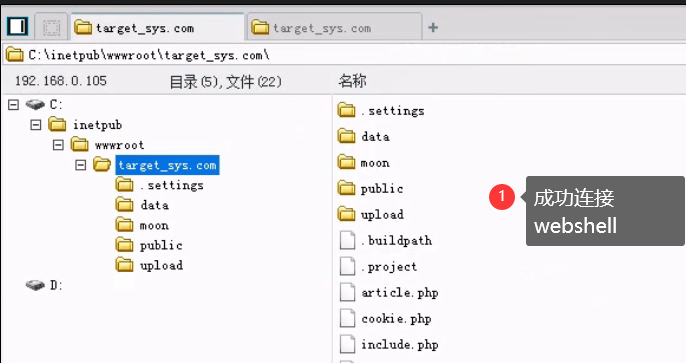 target_sys.com
target_sys.com
C:\inetpub\wwwroot\target_sys.com\
192.168.0.105
目录(5),文件(22)
名称
C:
inetpub
wwwroot
target_sys.com
.settings
data
moon
public
upload
D:
.settings
data
moon
public
upload
.buildpath
.project
article.php
cookie.php
include.php
1
成功连接
webshell